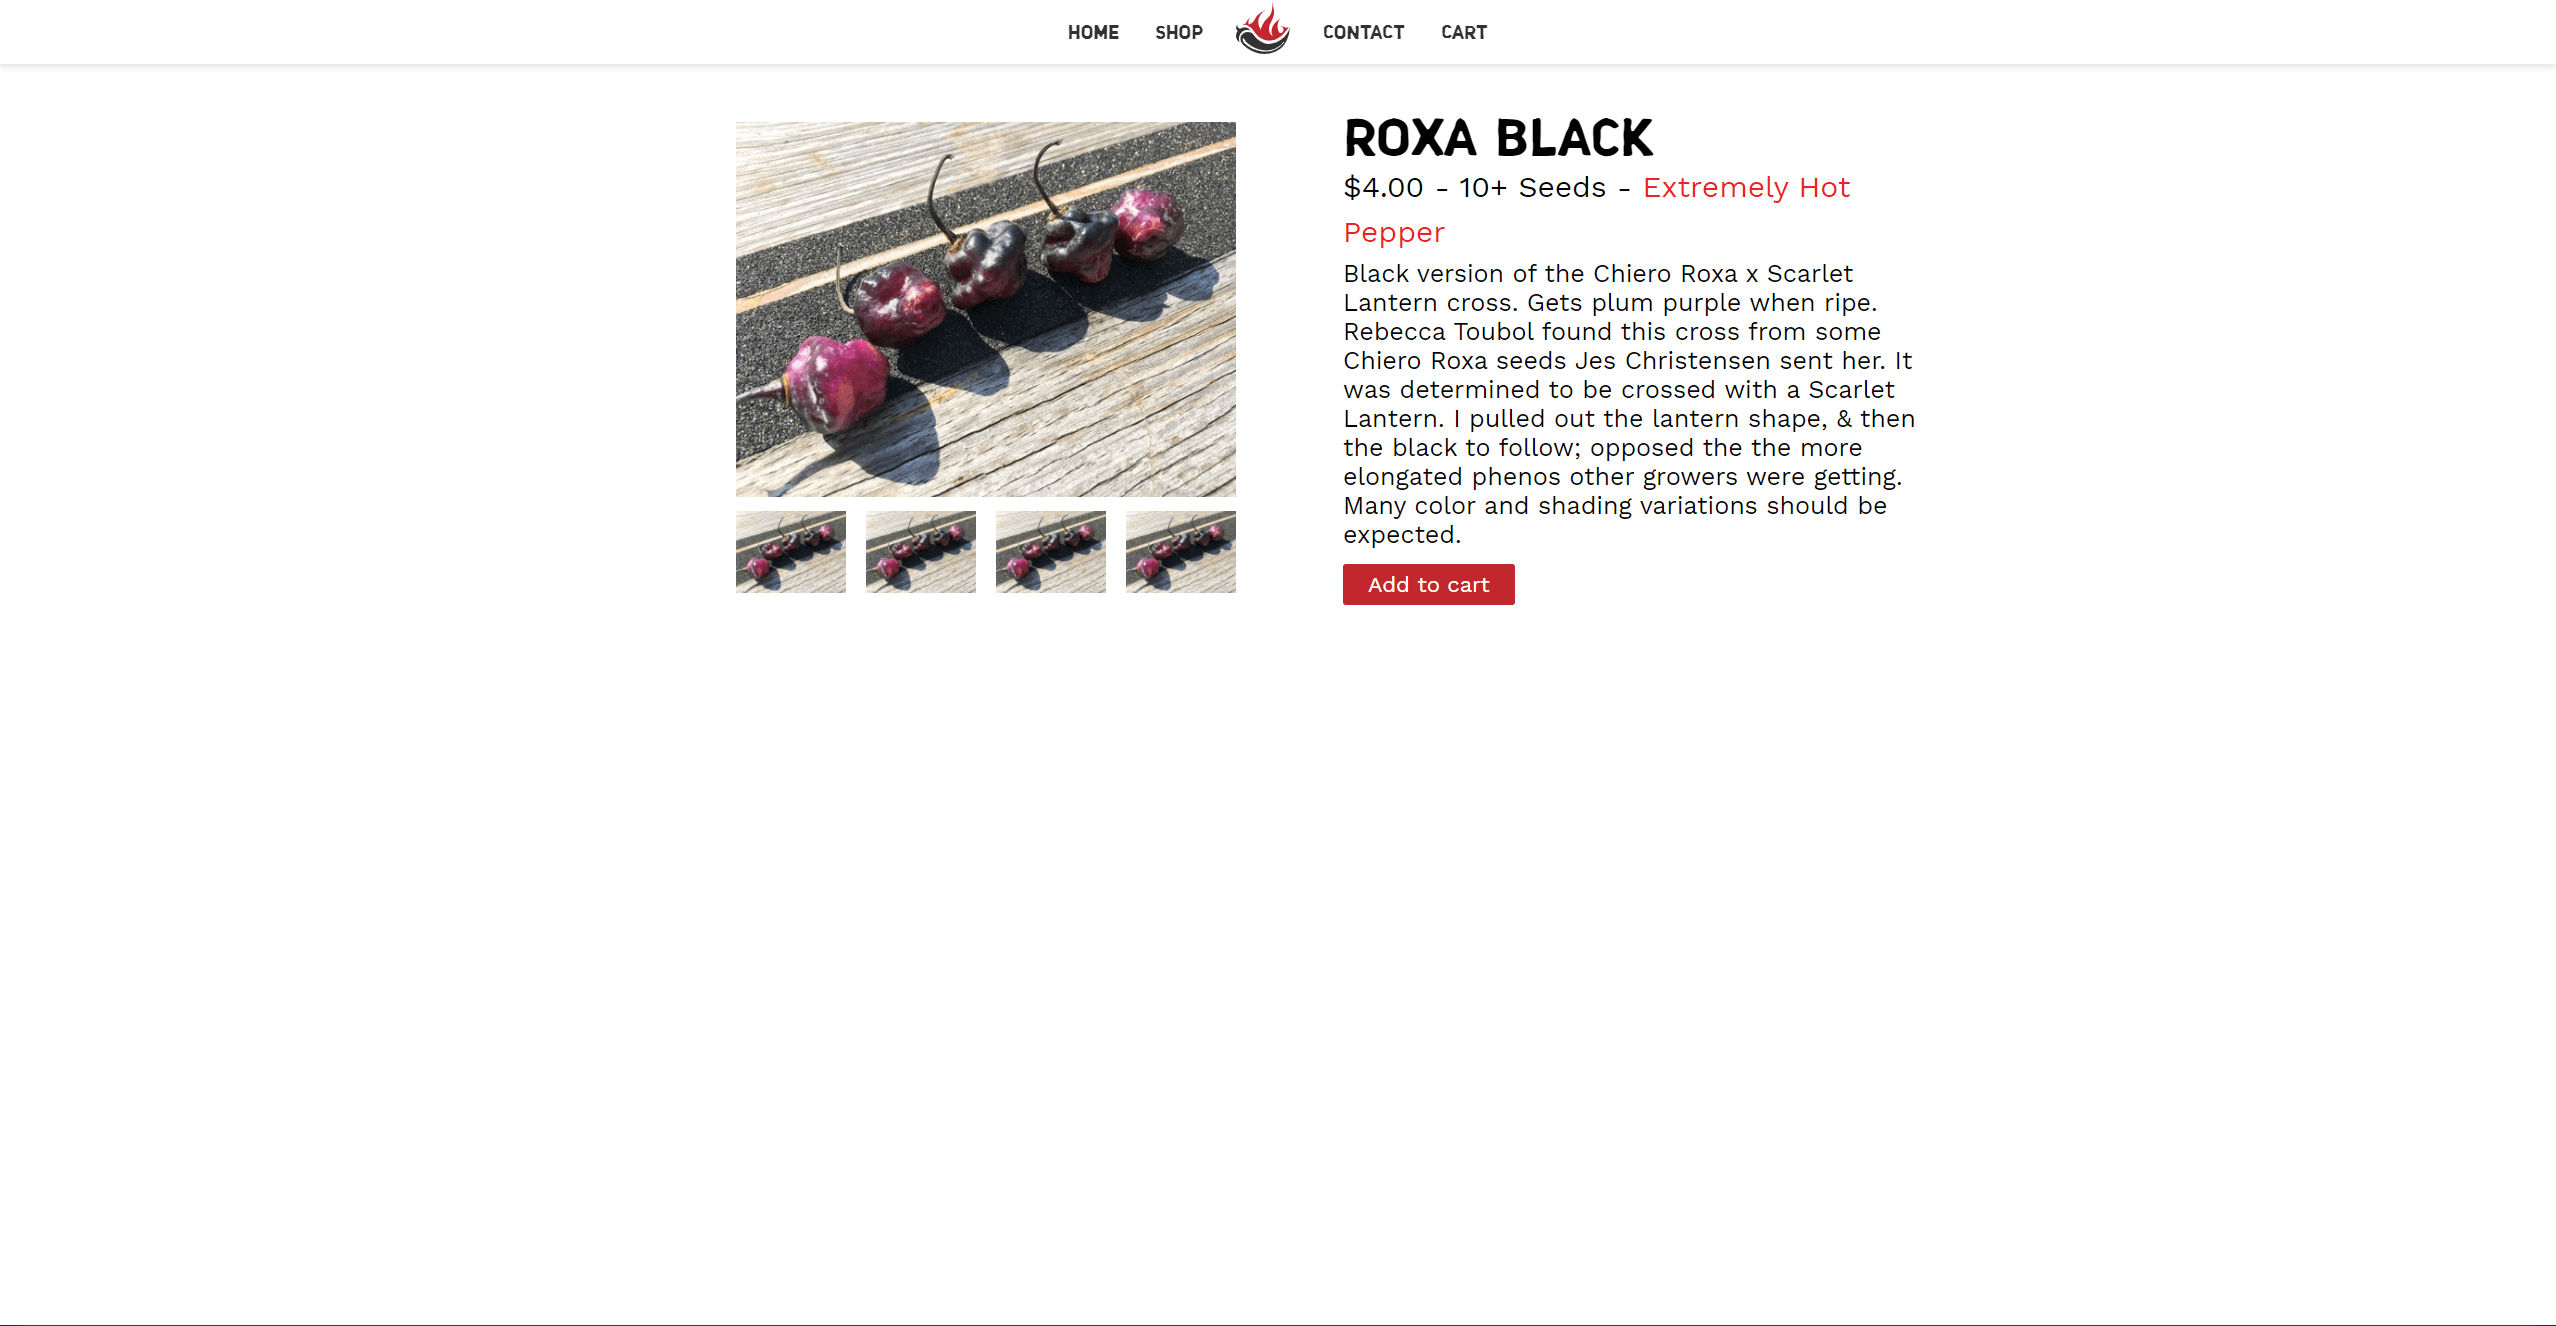 HOME SHOP CONTACT CART
ROXA BLACK
$4.00 - 10+ Seeds - Extremely Hot
Pepper
Black version of the Chiero Roxa x Scarlet
Lantern cross. Gets plum purple when ripe.
Rebecca Toubol found this cross from some
Chiero Roxa seeds Jes Christensen sent her. It
was determined to be crossed with a Scarlet
Lantern. I pulled out the lantern shape, & then
the black to follow; opposed the the more
elongated phenos other growers were getting.
Many color and shading variations should be
expected.
Add to cart